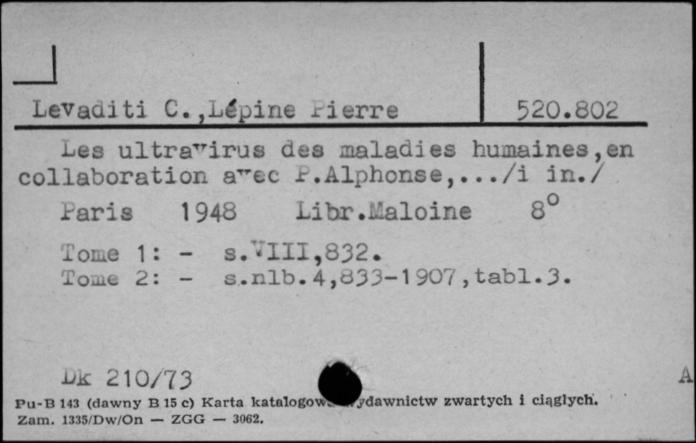 Levaditi C.,Lépine Pierre 520.802
Les ultravirus des maladies humaines,en
collaboration avec P.Alphonse,.../i in./
Paris 1948 Libr.Maloine 8°
Tome 1: - s.VIII,832.
Tome 2: - s.nlb.4,833-1907,tabl.3.
Dk 210/73 A
Pu-B 143 (dawny B 15 c) Karta katalogowa wydawnictw zwartych i ciągłych.
Zam. 1335/Dw/On — ZGG — 3062.